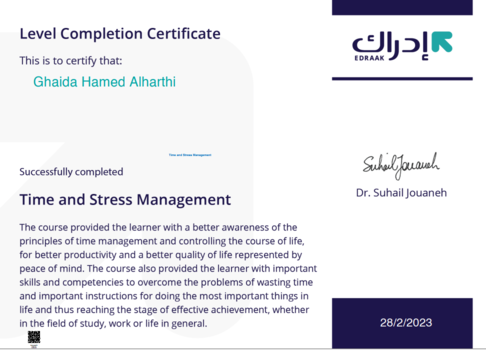 Level Completion Certificate
This is to certify that:
Ghaida Hamed Alharthi
إدراك
EDRAAK
Time and Stress Management
Successfully completed
Time and Stress Management
The course provided the learner with a better awareness of the
principles of time management and controlling the course of life,
for better productivity and a better quality of life represented by
peace of mind. The course also provided the learner with important
skills and competencies to overcome the problems of wasting time
and important instructions for doing the most important things in
life and thus reaching the stage of effective achievement, whether
in the field of study, work or life in general.
Suhail Jouaneh
Dr. Suhail Jouaneh
28/2/2023